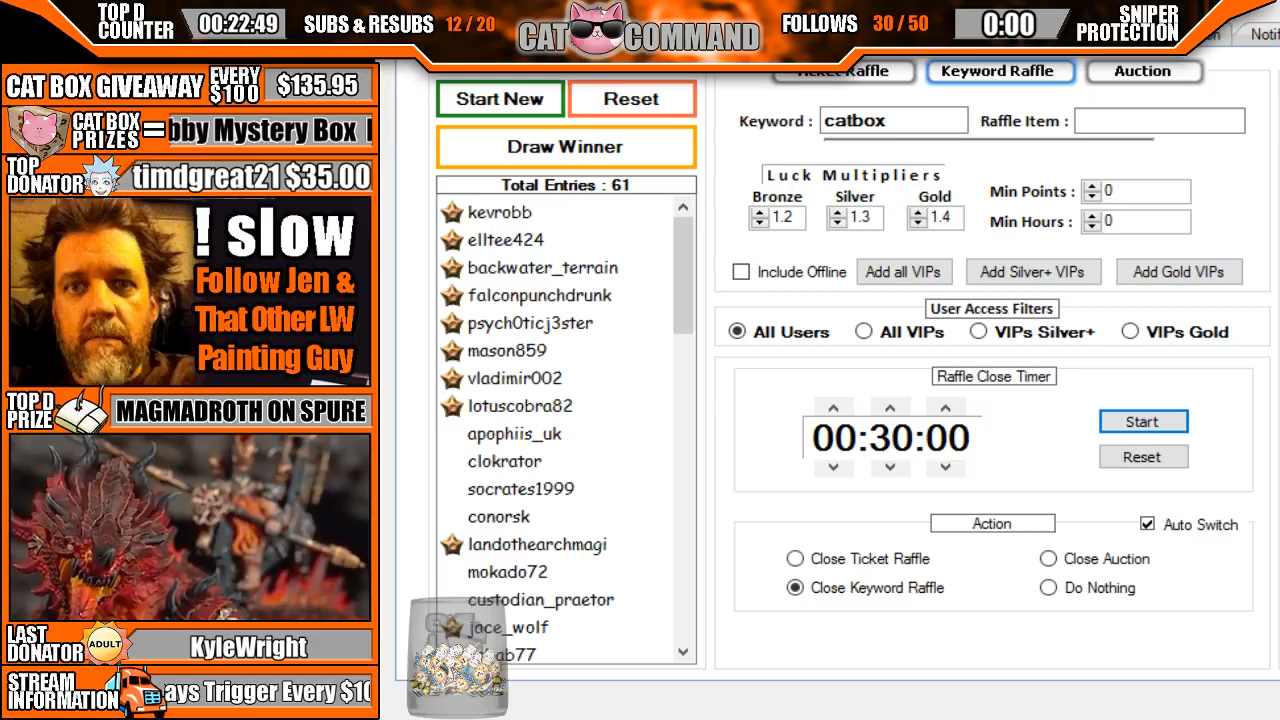 TOP D
COUNTER
00:22:49
SUBS & RESUBS 12 / 20
CAT COMMAND
FOLLOWS 30 / 50
0:00
SNIPER
PROTECTION
CAT BOX GIVEAWAY
EVERY
$100
$135.95
CAT BOX
PRIZES
=
bby Mystery Box
TOP
DONATOR
timdgreat21 $35.00
! slow
Follow Jen &
That Other LW
Painting Guy
TOP D
PRIZE
MAGMADROTH ON SPURE
LAST
DONATOR
ADULT
KyleWright
STREAM
INFORMATION
ays Trigger Every $10
Start New
Reset
Draw Winner
Total Entries : 61
kevrobb
elltee424
backwater_terrain
falconpunchdrunk
psych0ticj3ster
mason859
vladimir002
lotuscobra82
apophiis_uk
clokrator
socrates1999
conorsk
landothearchmagi
mokado72
custodian_praetor
jace_wolf
Ticket Raffle
Keyword Raffle
Auction
Keyword : catbox
Raffle Item :
Luck Multipliers
Bronze Silver Gold
1.2 1.3 1.4
Min Points : 0
Min Hours : 0
Include Offline
Add all VIPs
Add Silver+ VIPs
Add Gold VIPs
User Access Filters
All Users
All VIPs
VIPs Silver+
VIPs Gold
Raffle Close Timer
00:30:00
Start
Reset
Action
Auto Switch
Close Ticket Raffle
Close Auction
Close Keyword Raffle
Do Nothing